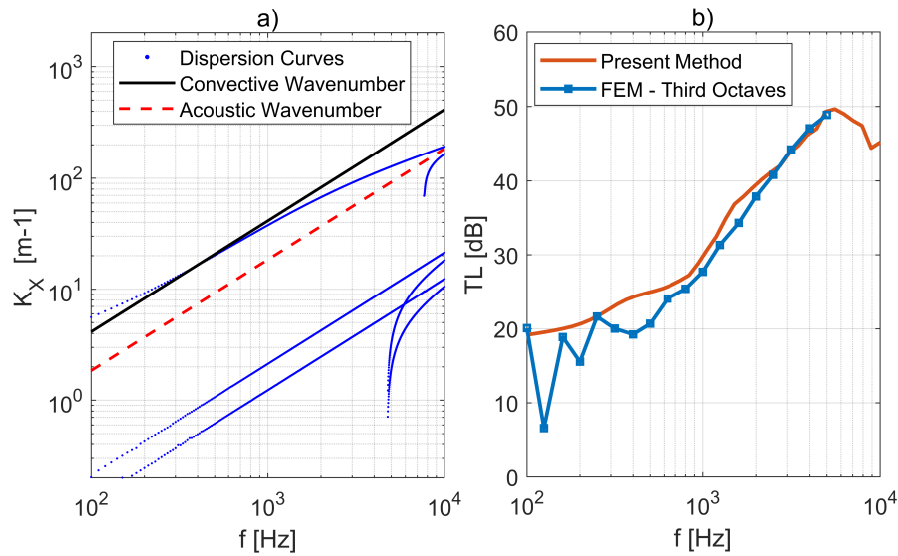 a)
Dispersion Curves
Convective Wavenumber
Acoustic Wavenumber
10^3
10^2
10^1
10^0
K_X [m-1]
10^2
10^3
10^4
f [Hz]
b)
Present Method
FEM - Third Octaves
60
50
40
30
20
10
0
TL [dB]
10^2
10^3
10^4
f [Hz]